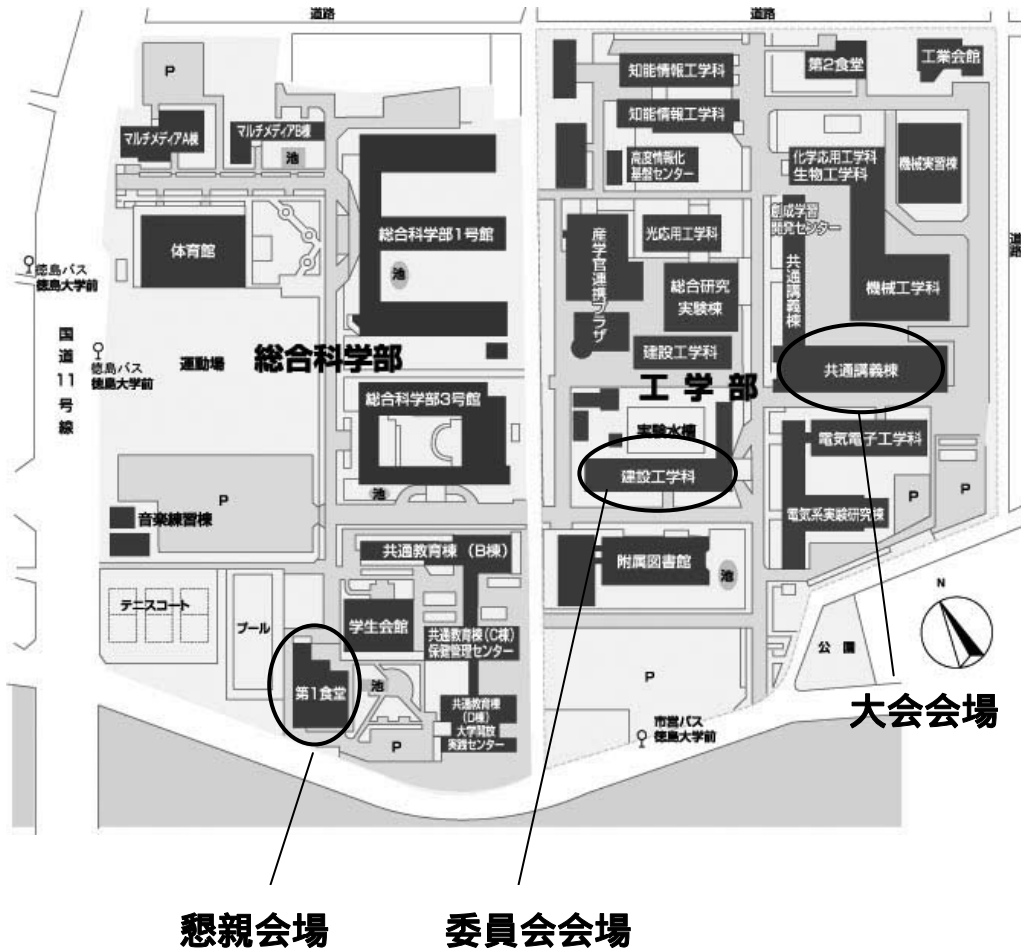 道路
道路
P
知能情報工学科
第2食堂
工業会館
マルチメディアA棟
マルチメディアB棟
知能情報工学科
池
高度情報化
基盤センター
化学応用工学科
生物工学科
機械実習棟
体育館
総合科学部1号館
池
産学官連携プラザ
光応用工学科
創成学習
開発センター
共通講義棟
道路
徳島バス
徳島大学前
総合研究
実験棟
機械工学科
国道11号線
徳島バス
徳島大学前
運動場
総合科学部
建設工学科
工学部
共通講義棟
総合科学部3号館
実験水槽
電気電子工学科
建設工学科
池
P
P
P
音楽練習棟
電気系実験研究棟
共通教育棟（B棟）
附属図書館
池
テニスコート
プール
学生会館
共通教育棟（C棟）
保健管理センター
N
公園
第1食堂
池
P
共通教育棟
（D棟）
大学開放
実践センター
P
市営バス
徳島大学前
大会会場
懇親会場
委員会会場